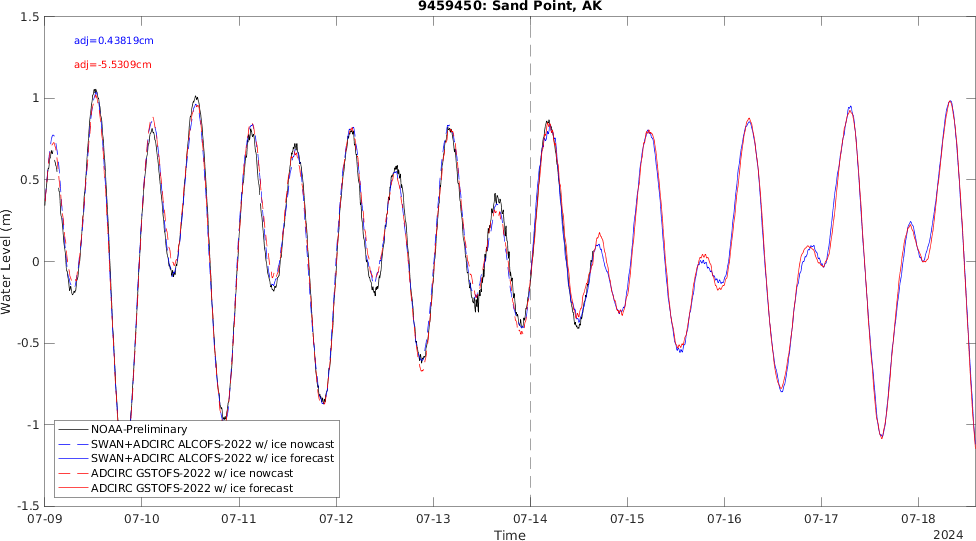 9459450: Sand Point, AK
adj=0.43819cm
adj=-5.5309cm
1.5
1
0.5
0
-0.5
-1
-1.5
Water Level (m)
NOAA-Preliminary
SWAN+ADCIRC ALCOFS-2022 w/ ice nowcast
SWAN+ADCIRC ALCOFS-2022 w/ ice forecast
ADCIRC GSTOFS-2022 w/ ice nowcast
ADCIRC GSTOFS-2022 w/ ice forecast
07-09 07-10 07-11 07-12 07-13 07-14 07-15 07-16 07-17 07-18
Time
2024